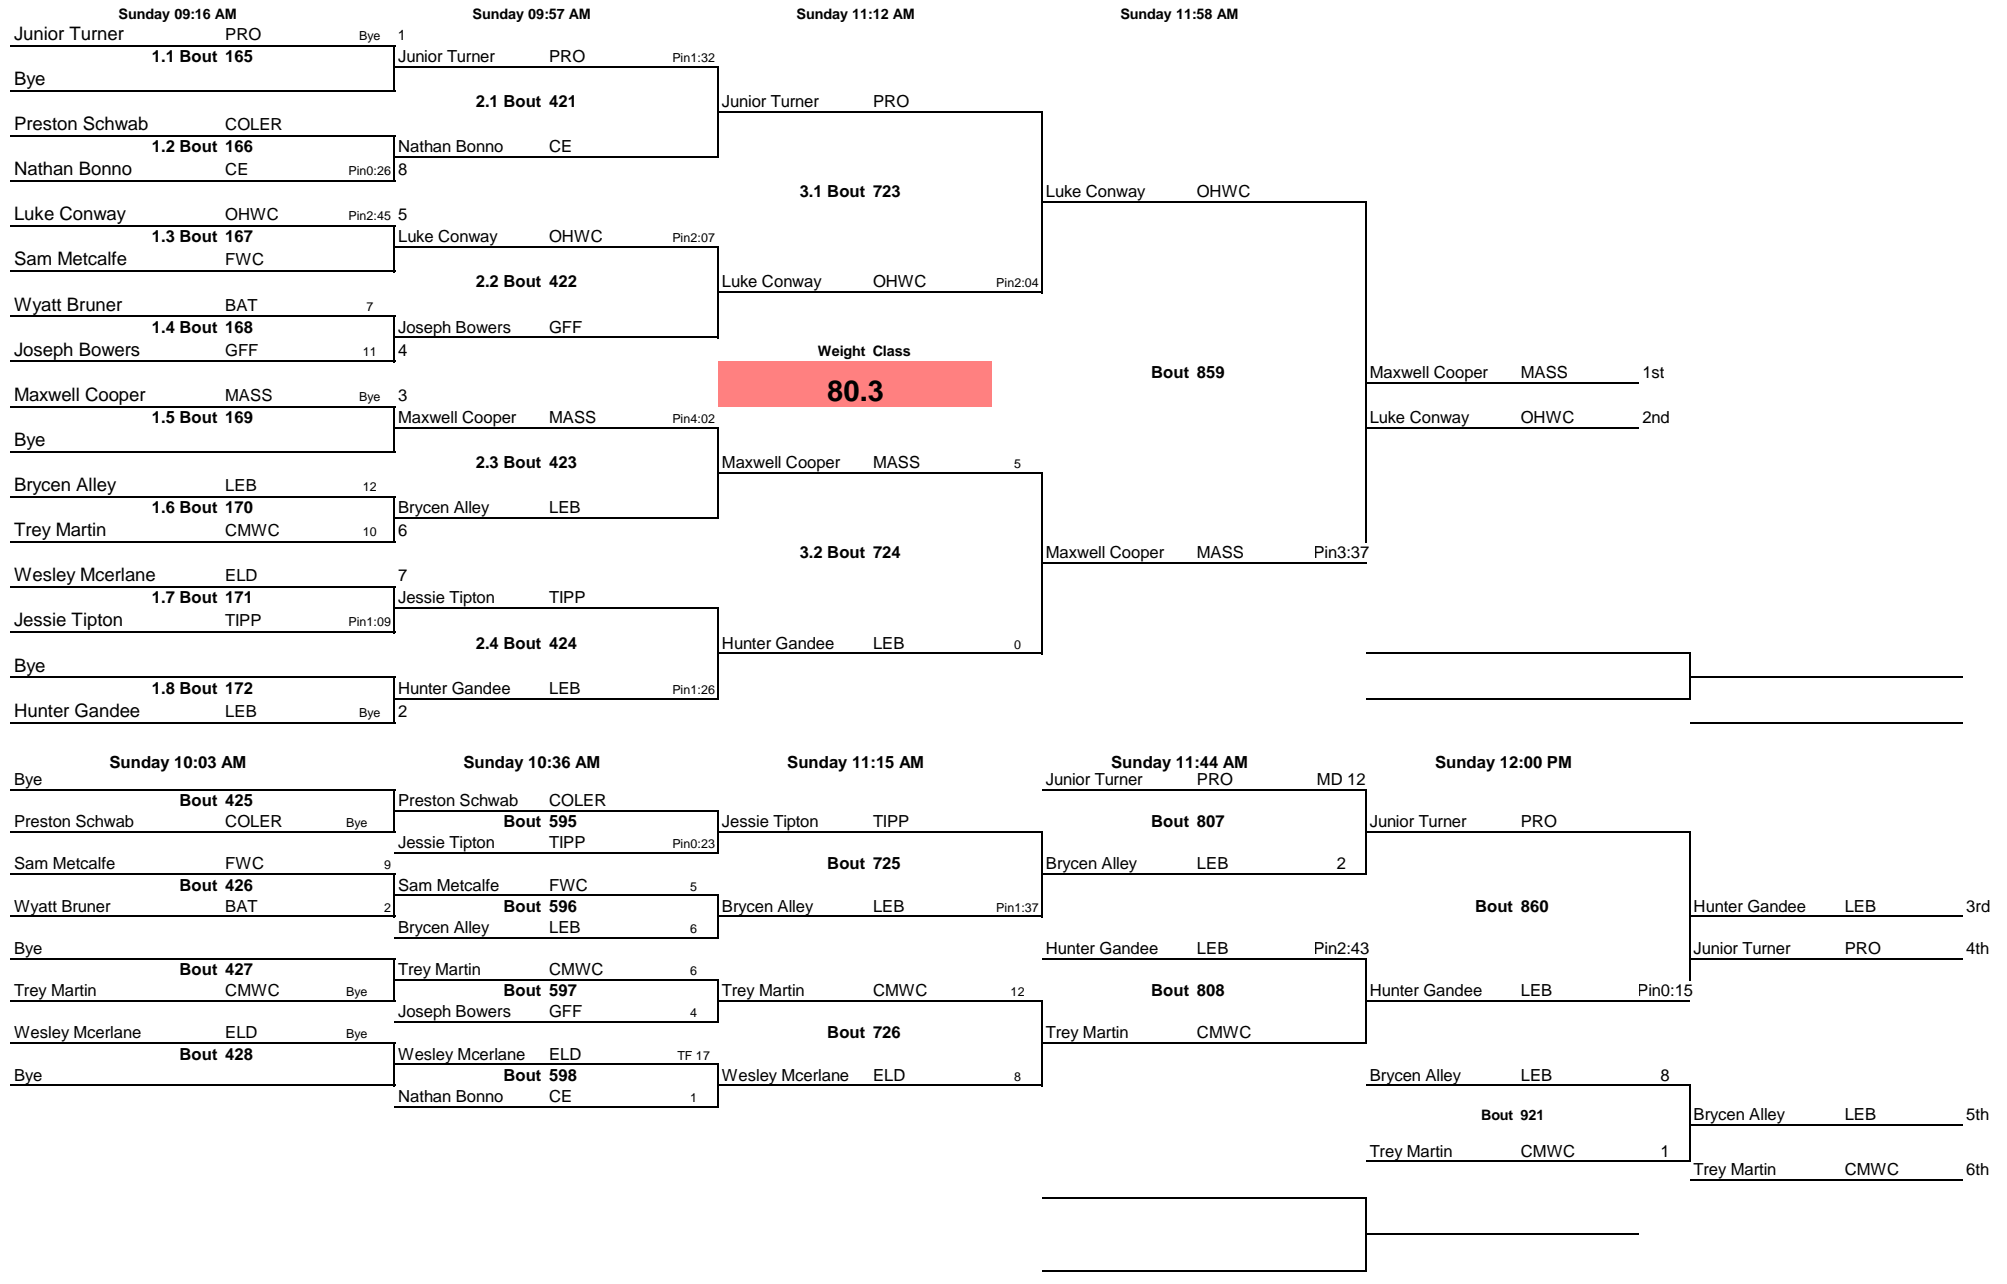 Sunday 09:16 AM Sunday 09:57 AM Sunday 11:12 AM Sunday 11:58 AM
Junior Turner PRO Bye 1
1.1 Bout 165 Junior Turner PRO Pin1:32
Bye
2.1 Bout 421 Junior Turner PRO
Preston Schwab COLER
1.2 Bout 166 Nathan Bonno CE
Nathan Bonno CE Pin0:26 8
3.1 Bout 723 Luke Conway OHWC
Luke Conway OHWC Pin2:45 5
1.3 Bout 167 Luke Conway OHWC Pin2:07
Sam Metcalfe FWC
2.2 Bout 422 Luke Conway OHWC Pin2:04
Wyatt Bruner BAT 7
1.4 Bout 168 Joseph Bowers GFF
Joseph Bowers GFF 11 4 Weight Class
Bout 859 Maxwell Cooper MASS 1st
Maxwell Cooper MASS Bye 3 80.3
1.5 Bout 169 Maxwell Cooper MASS Pin4:02 Luke Conway OHWC 2nd
Bye
2.3 Bout 423 Maxwell Cooper MASS 5
Brycen Alley LEB 12
1.6 Bout 170 Brycen Alley LEB
Trey Martin CMWC 10 6
3.2 Bout 724 Maxwell Cooper MASS Pin3:37
Wesley Mcerlane ELD 7
1.7 Bout 171 Jessie Tipton TIPP
Jessie Tipton TIPP Pin1:09
2.4 Bout 424 Hunter Gandee LEB 0
Bye
1.8 Bout 172 Hunter Gandee LEB Pin1:26
Hunter Gandee LEB Bye 2
Sunday 10:03 AM Sunday 10:36 AM Sunday 11:15 AM Sunday 11:44 AM Sunday 12:00 PM
Bye Junior Turner PRO MD 12
Bout 425 Preston Schwab COLER
Preston Schwab COLER Bye Bout 595 Jessie Tipton TIPP Bout 807 Junior Turner PRO
Jessie Tipton TIPP Pin0:23
Sam Metcalfe FWC 9 Bout 725 Brycen Alley LEB 2
Bout 426 Sam Metcalfe FWC 5
Wyatt Bruner BAT 2 Bout 596 Brycen Alley LEB Pin1:37 Bout 860 Hunter Gandee LEB 3rd
Brycen Alley LEB 6
Bye Hunter Gandee LEB Pin2:43 Junior Turner PRO 4th
Bout 427 Trey Martin CMWC 6
Trey Martin CMWC Bye Bout 597 Trey Martin CMWC 12 Bout 808 Hunter Gandee LEB Pin0:15
Joseph Bowers GFF 4
Wesley Mcerlane ELD Bye Bout 726 Trey Martin CMWC
Bout 428 Wesley Mcerlane ELD TF 17
Bye Bout 598 Wesley Mcerlane ELD 8 Brycen Alley LEB 8
Nathan Bonno CE 1
Bout 921 Brycen Alley LEB 5th
Trey Martin CMWC 1
Trey Martin CMWC 6th